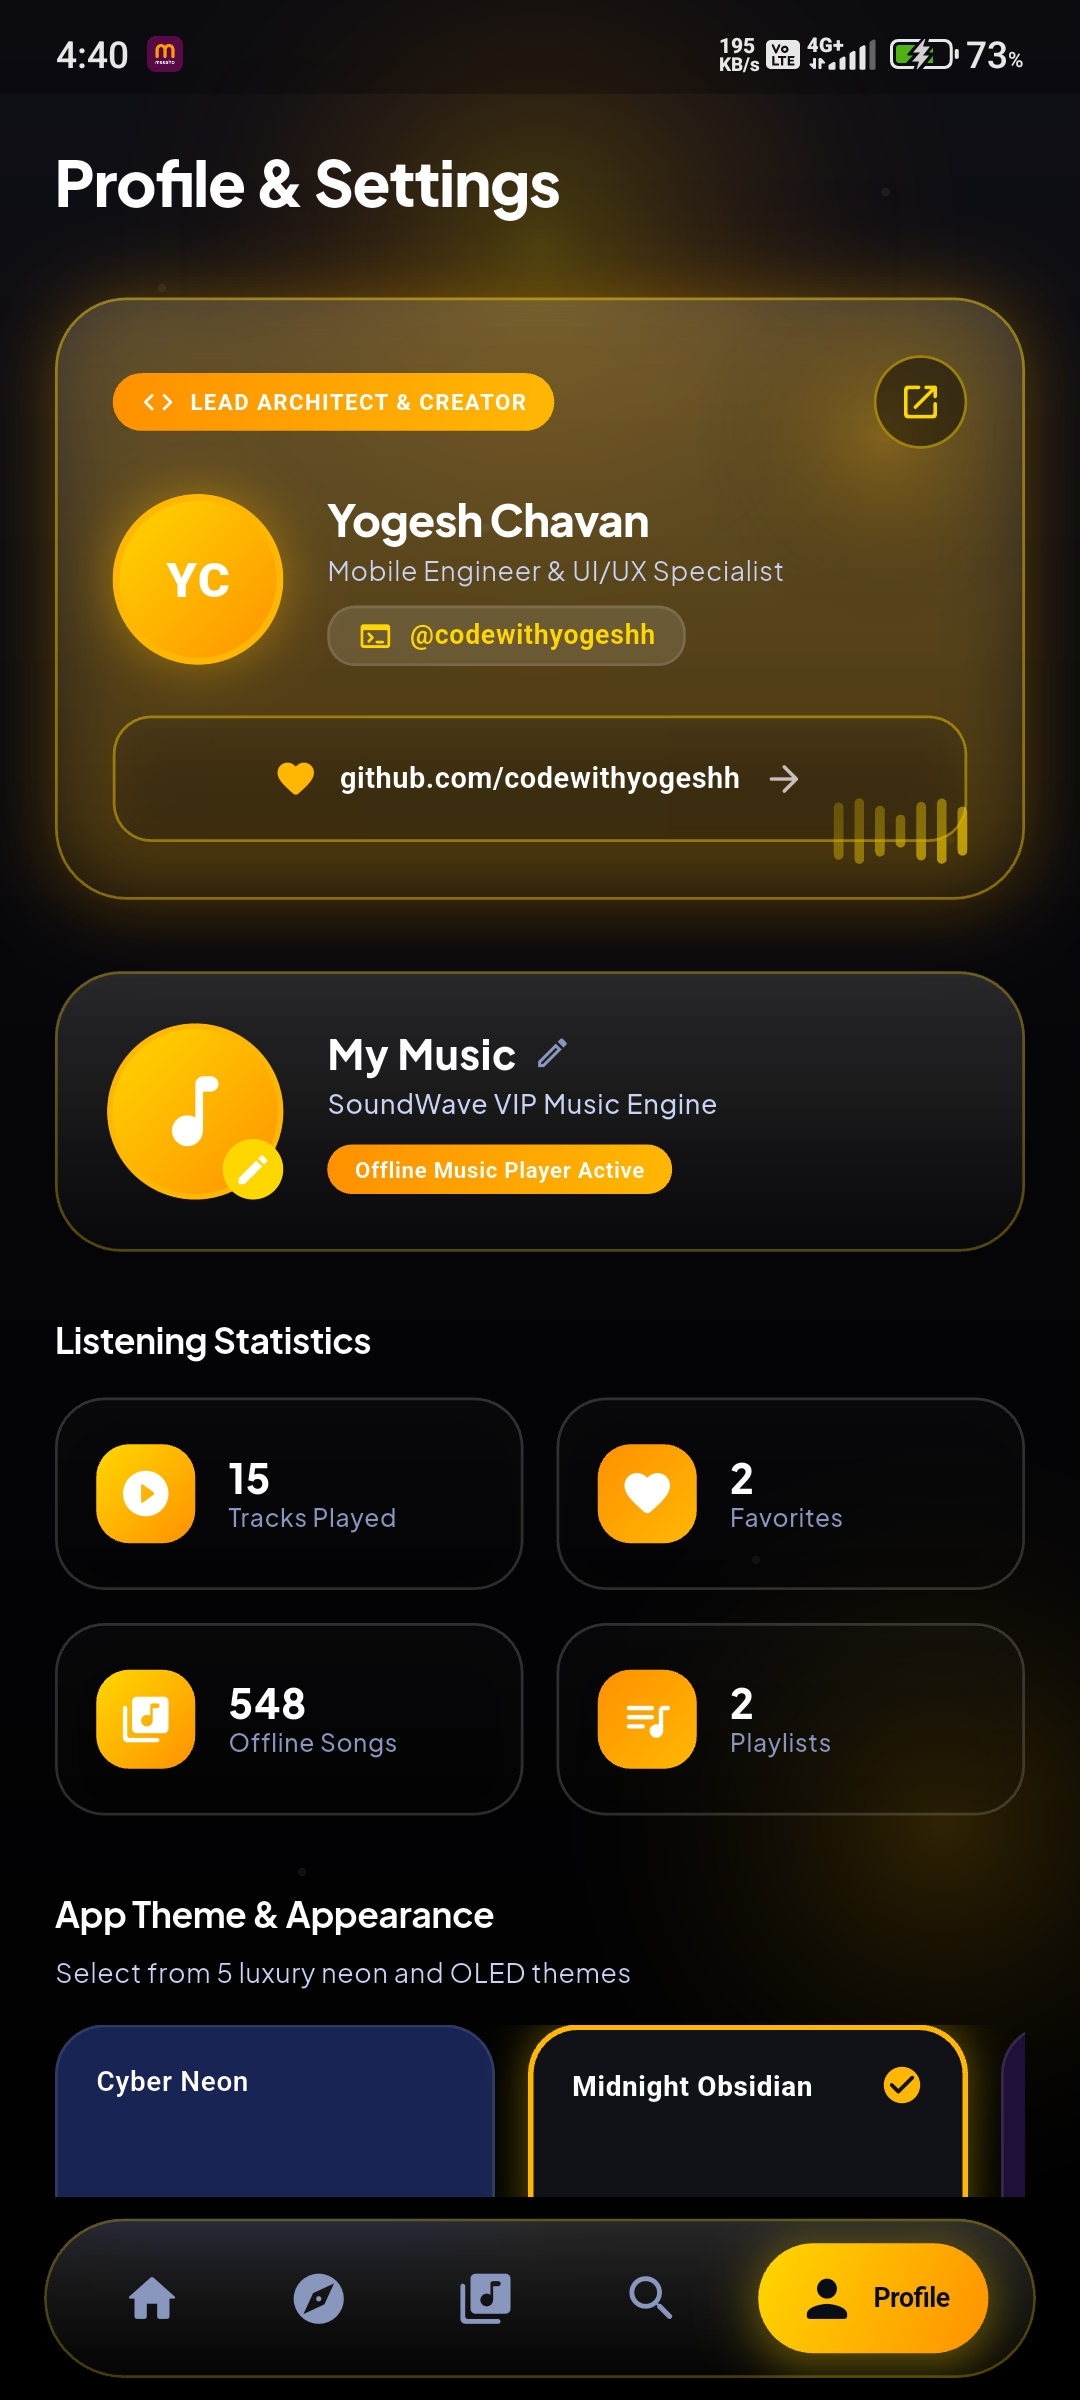 4:40
meesho
195 KB/s
Vo LTE
4G+
73%
Profile & Settings
LEAD ARCHITECT & CREATOR
YC
Yogesh Chavan
Mobile Engineer & UI/UX Specialist
@codewithyogeshh
github.com/codewithyogeshh
My Music
SoundWave VIP Music Engine
Offline Music Player Active
Listening Statistics
15
Tracks Played
2
Favorites
548
Offline Songs
2
Playlists
App Theme & Appearance
Select from 5 luxury neon and OLED themes
Cyber Neon
Midnight Obsidian
Profile